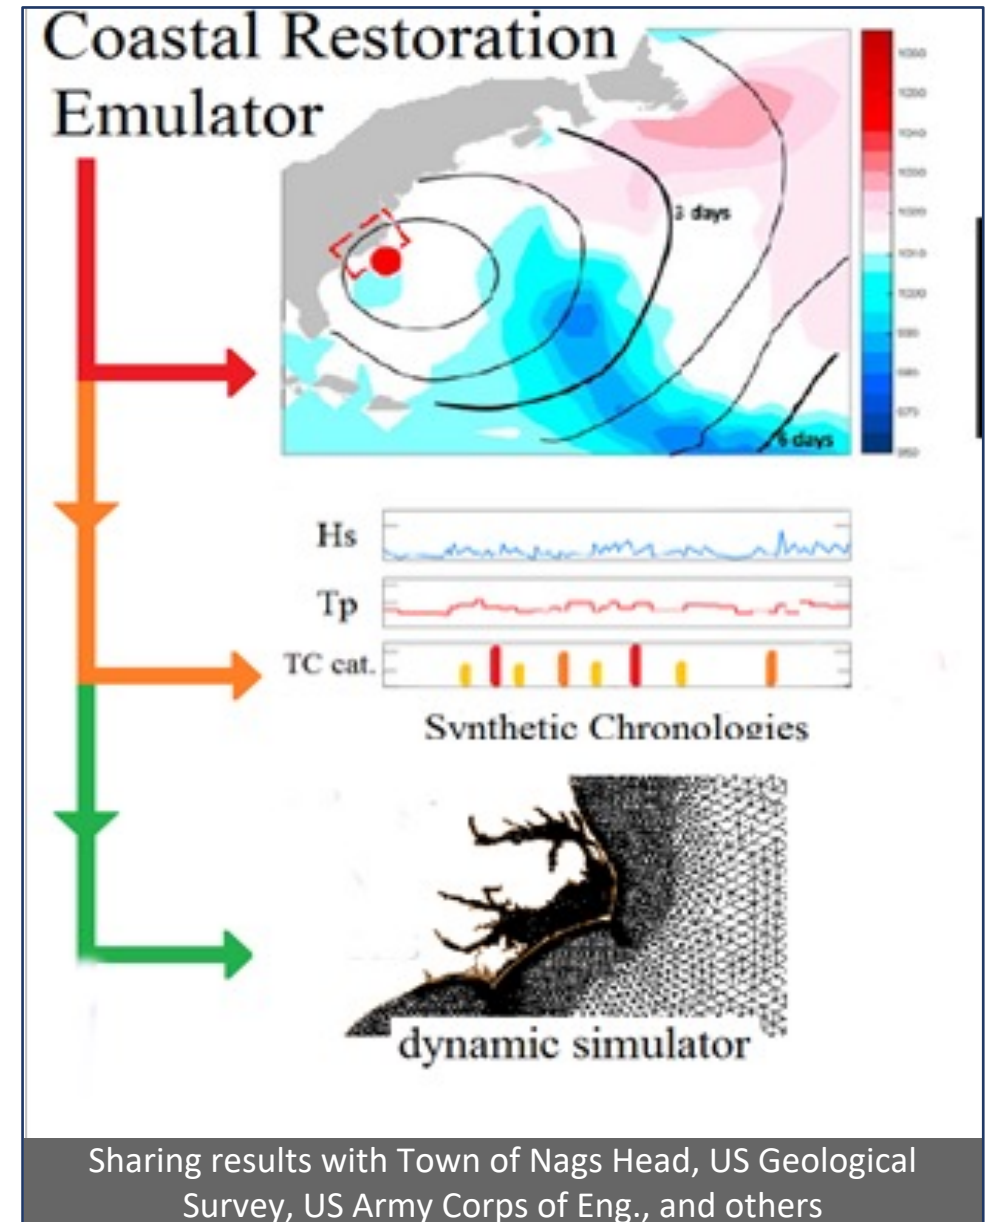 Coastal Restoration
Emulator
3 days
6 days
Hs
Tp
TC cat.
Synthetic Chronologies
dynamic simulator
Sharing results with Town of Nags Head, US Geological
Survey, US Army Corps of Eng., and others